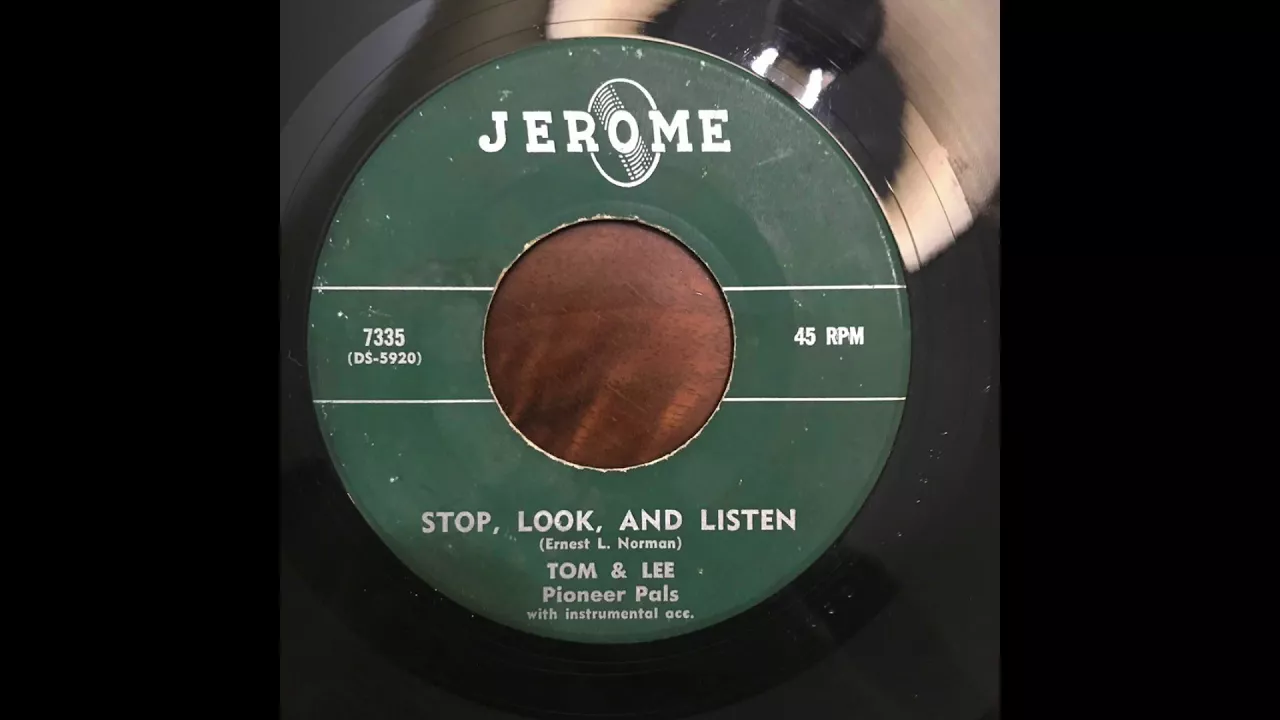 JEROME
7335
(DS-5920)
45 RPM
STOP, LOOK, AND LISTEN
(Ernest L. Norman)
TOM & LEE
Pioneer Pals
with instrumental acc.